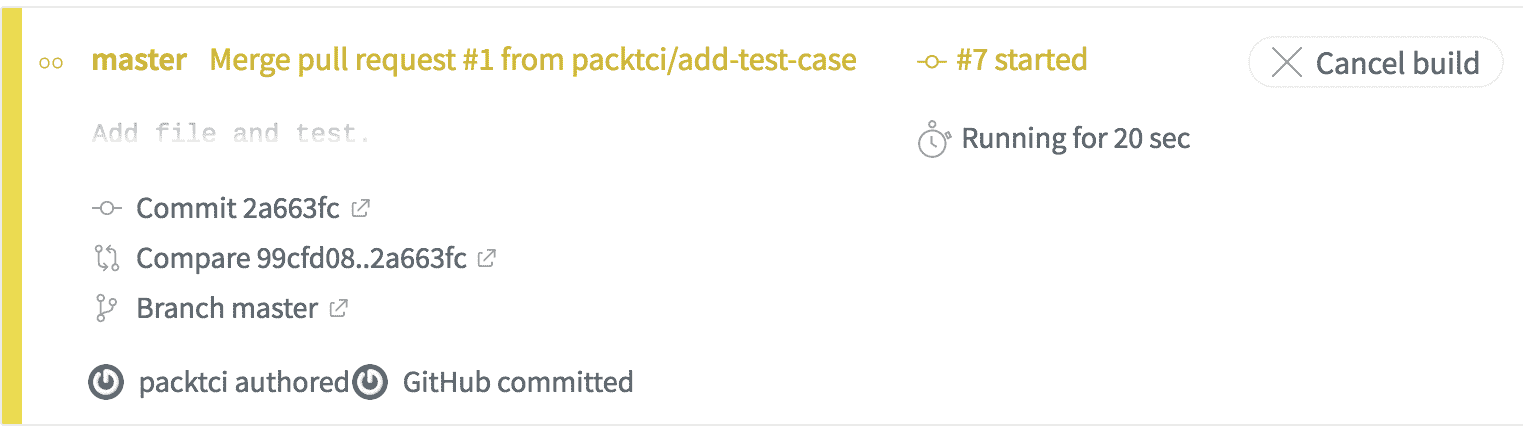 master Merge pull request #1 from packtci/add-test-case
#7 started
Cancel build
Add file and test.
Running for 20 sec
Commit 2a663fc
Compare 99cfd08..2a663fc
Branch master
packtci authored GitHub committed